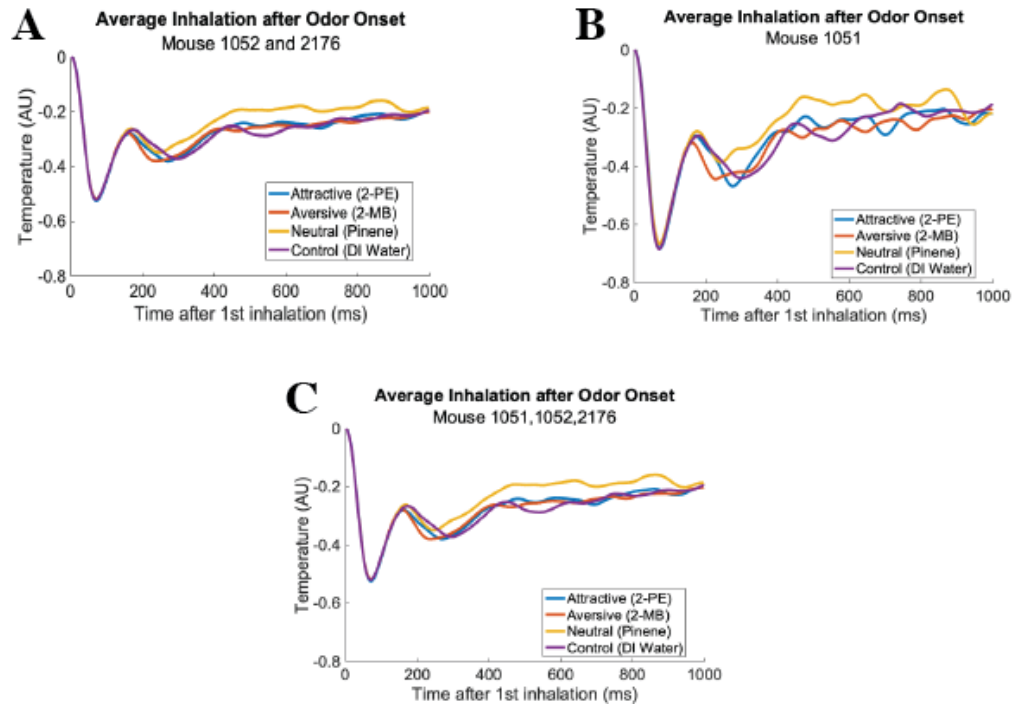 A
Average Inhalation after Odor Onset
Mouse 1052 and 2176
0
-0.2
-0.4
-0.6
-0.8
Temperature (AU)
Attractive (2-PE)
Aversive (2-MB)
Neutral (Pinene)
Control (DI Water)
0 200 400 600 800 1000
Time after 1st inhalation (ms)
B
Average Inhalation after Odor Onset
Mouse 1051
0
-0.2
-0.4
-0.6
-0.8
Temperature (AU)
Attractive (2-PE)
Aversive (2-MB)
Neutral (Pinene)
Control (DI Water)
0 200 400 600 800 1000
Time after 1st inhalation (ms)
C
Average Inhalation after Odor Onset
Mouse 1051,1052,2176
0
-0.2
-0.4
-0.6
-0.8
Temperature (AU)
Attractive (2-PE)
Aversive (2-MB)
Neutral (Pinene)
Control (DI Water)
0 200 400 600 800 1000
Time after 1st inhalation (ms)